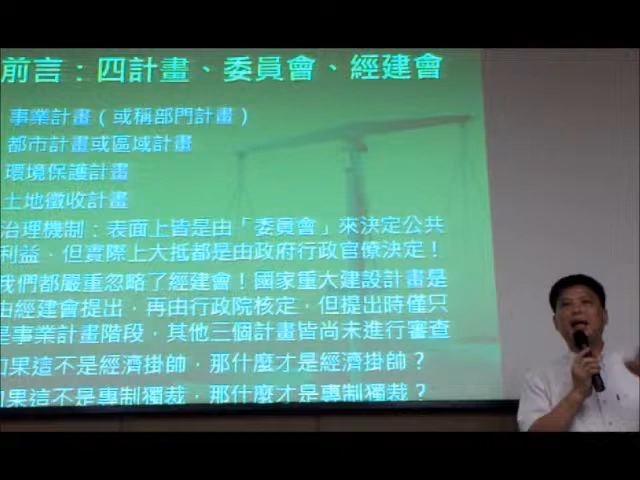 前言：四計畫、委員會、經建會
事業計畫（或稱部門計畫）
都市計畫或區域計畫
環境保護計畫
土地徵收計畫
治理機制：表面上皆是由「委員會」來決定公共
利益，但實際上大抵都是由政府行政官僚決定！
我們都嚴重忽略了經建會！國家重大建設計畫是
由經建會提出，再由行政院核定，但提出時僅只
是事業計畫階段，其他三個計畫皆尚未進行審查
如果這不是經濟掛帥，那什麼才是經濟掛帥？
如果這不是專制獨裁，那什麼才是專制獨裁？